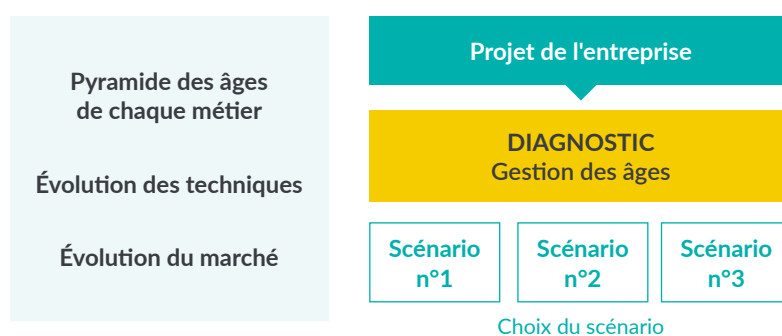 Pyramide des âges
de chaque métier
Évolution des techniques
Évolution du marché
Projet de l'entreprise
DIAGNOSTIC
Gestion des âges
Scénario
n°1
Scénario
n°2
Scénario
n°3
Choix du scénario